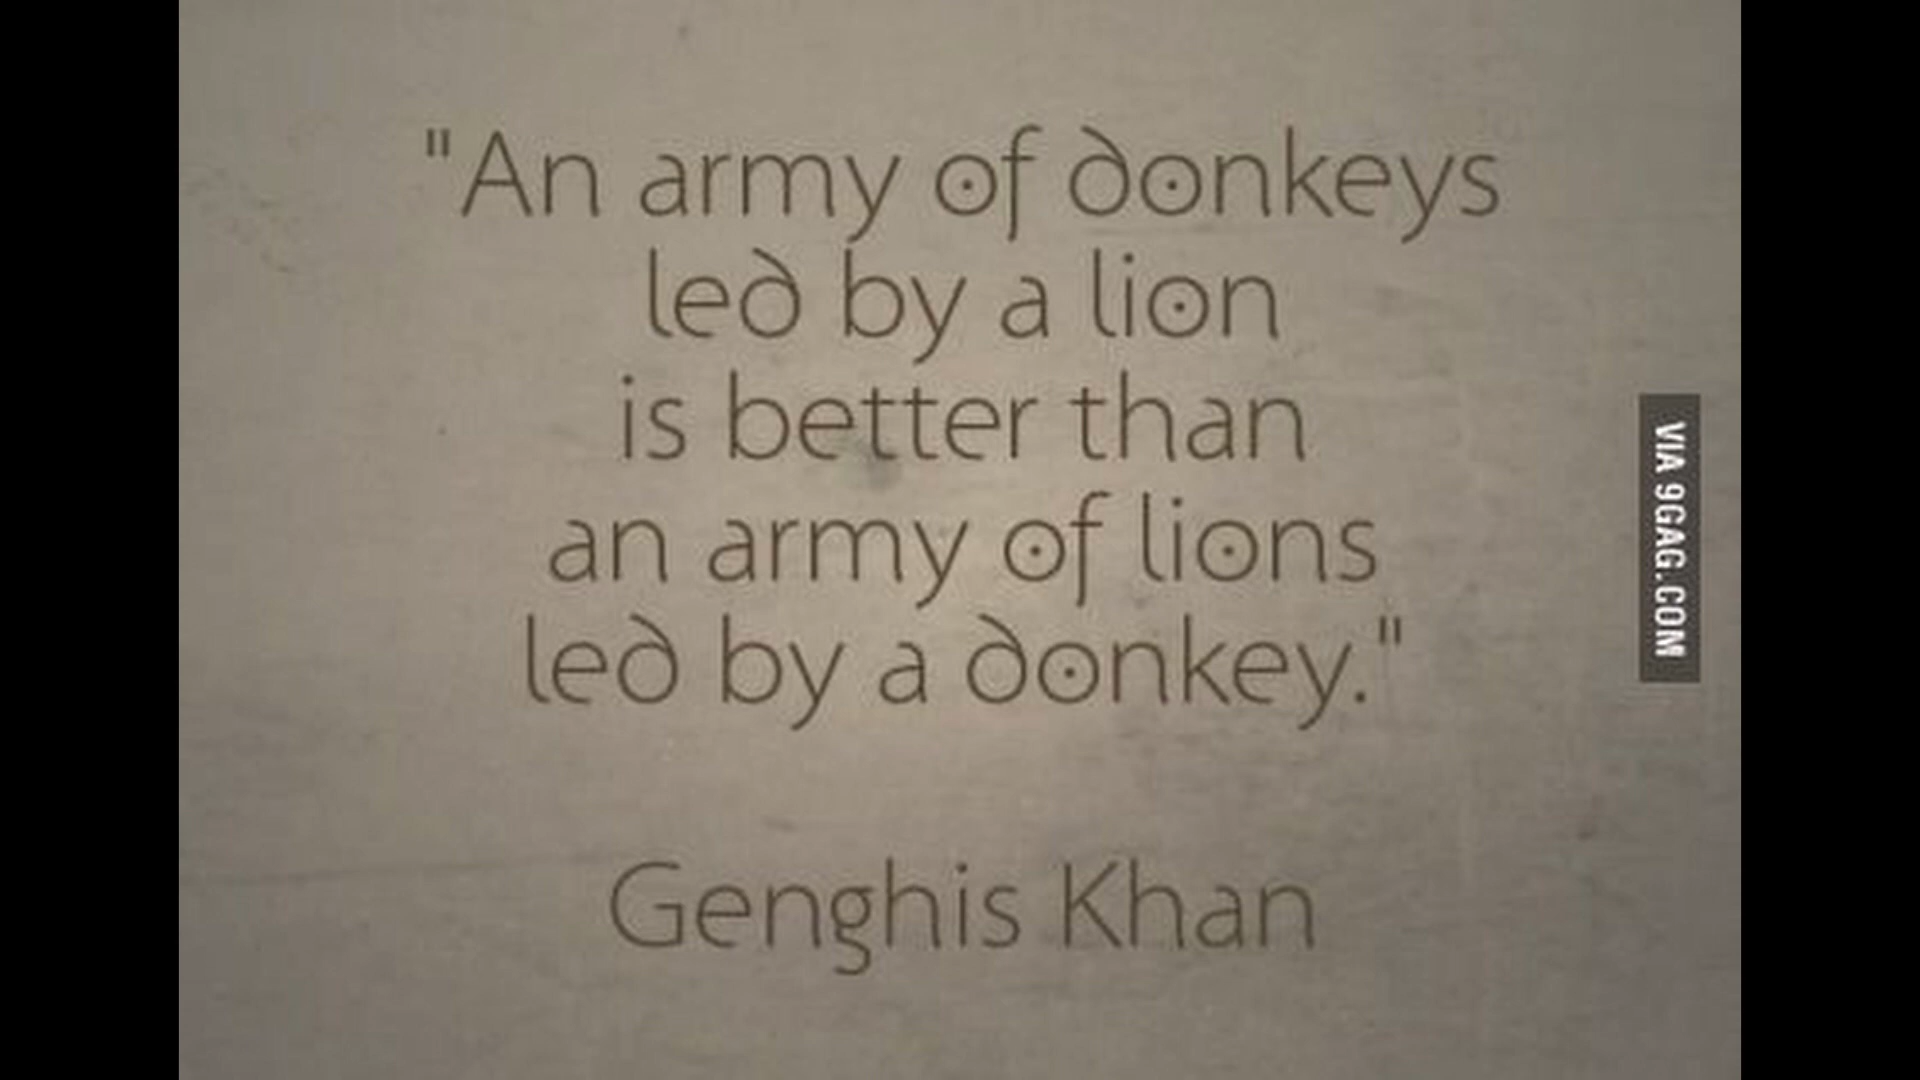 "An army of donkeys
led by a lion
is better than
an army of lions
led by a donkey."
Genghis Khan
VIA 9GAG.COM